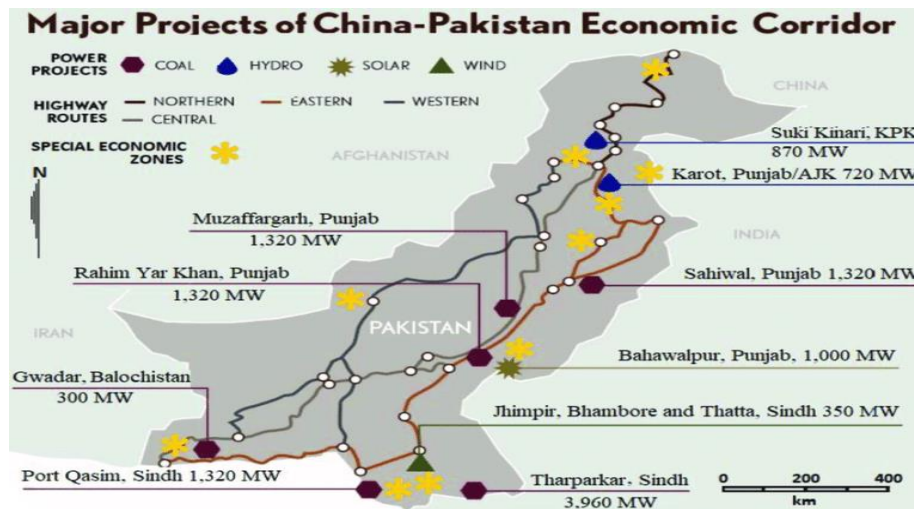 Major Projects of China-Pakistan Economic Corridor
POWER PROJECTS COAL HYDRO SOLAR WIND
HIGHWAY ROUTES NORTHERN EASTERN WESTERN
CENTRAL
SPECIAL ECONOMIC ZONES
N
CHINA
AFGHANISTAN
Suki Kinari, KPK
870 MW
Karot, Punjab/AJK 720 MW
Muzaffargarh, Punjab
1,320 MW
INDIA
Rahim Yar Khan, Punjab
1,320 MW
Sahiwal, Punjab 1,320 MW
PAKISTAN
IRAN
Bahawalpur, Punjab, 1,000 MW
Gwadar, Balochistan
300 MW
Jhimpir, Bhambore and Thatta, Sindh 350 MW
Port Qasim, Sindh 1,320 MW
Tharparkar, Sindh
3,960 MW
0 200 400
km